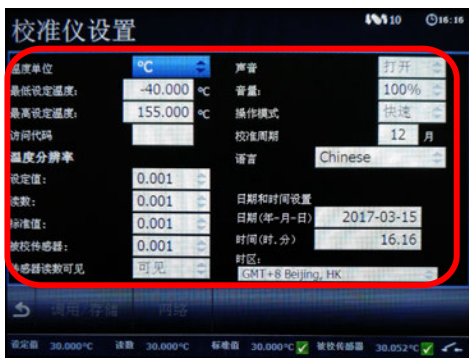 校准仪设置 10 16:16
温度单位 °C
最低设定温度: -40.000 °C
最高设定温度: 155.000 °C
访问代码
温度分辨率
设定值: 0.001
读数: 0.001
标准值: 0.001
被校传感器: 0.001
传感器读数可见 可见
声音 打开
音量: 100%
操作模式 快速
校准周期 12 月
语言 Chinese
日期和时间设置
日期(年-月-日) 2017-03-15
时间(时.分) 16.16
时区:
GMT+8 Beijing, HK
调用/存储 网络
设定值 30.000°C 读数 30.000°C 标准值 30.000°C 被校传感器 30.052°C